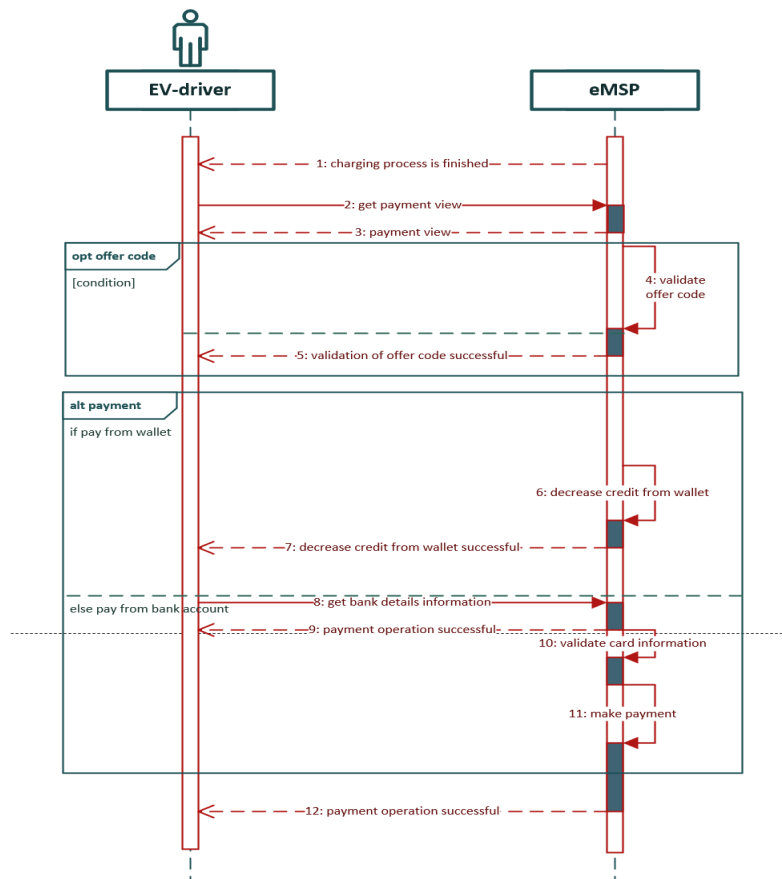 EV-driver
eMSP
1: charging process is finished
2: get payment view
3: payment view
opt offer code
[condition]
4: validate
offer code
5: validation of offer code successful
alt payment
if pay from wallet
6: decrease credit from wallet
7: decrease credit from wallet successful
8: get bank details information
else pay from bank account
9: payment operation successful
10: validate card information
11: make payment
12: payment operation successful